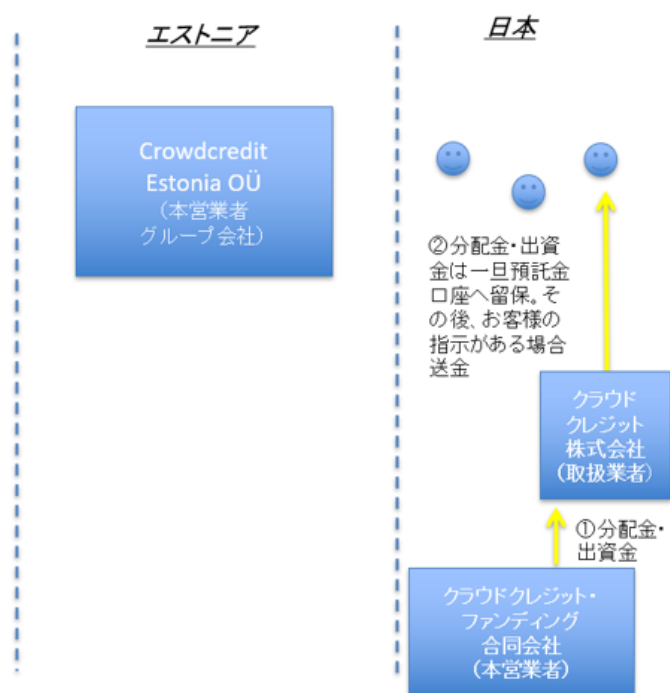 エストニア
日本
Crowdcredit
Estonia OÜ
(本営業者
グループ会社)
②分配金・出資
金は一旦預託金
口座へ留保。そ
の後、お客様の
指示がある場合
送金
クラウド
クレジット
株式会社
(取扱業者)
①分配金・
出資金
クラウドクレジット・
ファンディング
合同会社
(本営業者)